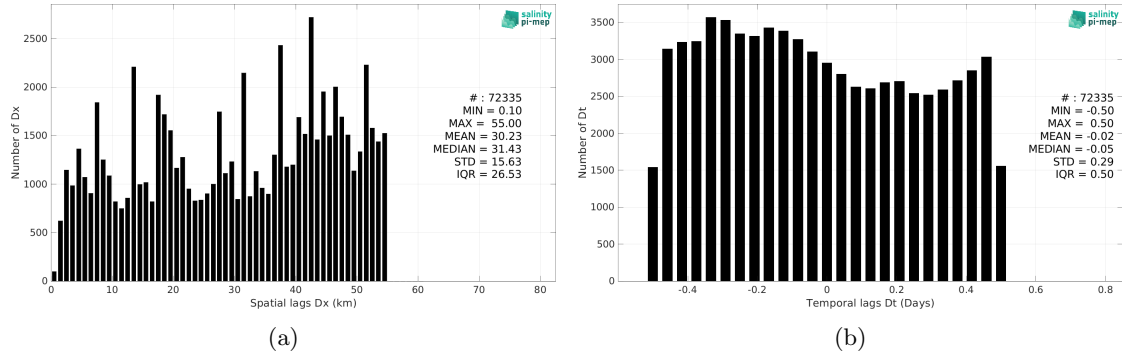 salinity
pi-mep
2500
2000
1500
1000
500
0
Number of Dx
# : 72335
MIN = 0.10
MAX = 55.00
MEAN = 30.23
MEDIAN = 31.43
STD = 15.63
IQR = 26.53
0 10 20 30 40 50 60 70 80
Spatial lags Dx (km)
(a)
salinity
pi-mep
3500
3000
2500
2000
1500
1000
500
0
Number of Dt
# : 72335
MIN = -0.50
MAX = 0.50
MEAN = -0.02
MEDIAN = -0.05
STD = 0.29
IQR = 0.50
-0.4 -0.2 0 0.2 0.4 0.6 0.8
Temporal lags Dt (Days)
(b)